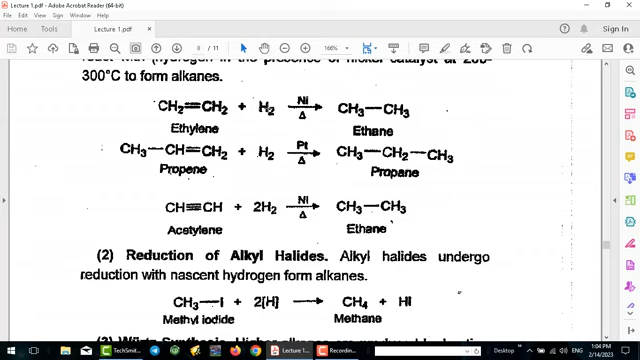 Lecture 1.pdf - Adobe Acrobat Reader (64-bit)
File Edit View Sign Window Help
Home Tools Lecture 1.pdf × Sign In
8 / 11 166%
300°C to form alkanes.
CH₂=CH₂ + H₂ Ni Δ → CH₃—CH₃
Ethylene Ethane
CH₃—CH=CH₂ + H₂ Pt Δ → CH₃—CH₂—CH₃
Propene Propane
CH≡CH + 2H₂ Ni Δ → CH₃—CH₃
Acetylene Ethane
(2) Reduction of Alkyl Halides. Alkyl halides undergo
reduction with nascent hydrogen form alkanes.
CH₃—I + 2[H] → CH₄ + HI
Methyl iodide Methane
TechSmit... Lecture 1.p... Recording... Desktop ENG 1:04 PM
2/14/2023